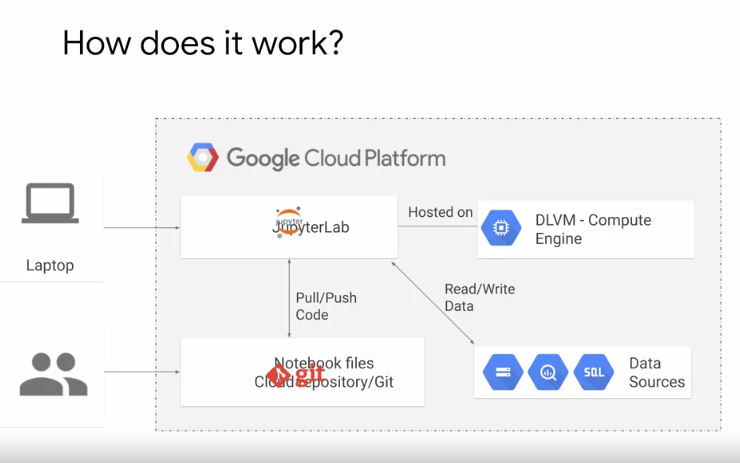 How does it work?
Google Cloud Platform
Laptop
jupyter
JupyterLab
Hosted on
DLVM - Compute
Engine
Pull/Push
Code
Read/Write
Data
Notebook files
Cloud repository/Git
git
SQL
Data
Sources